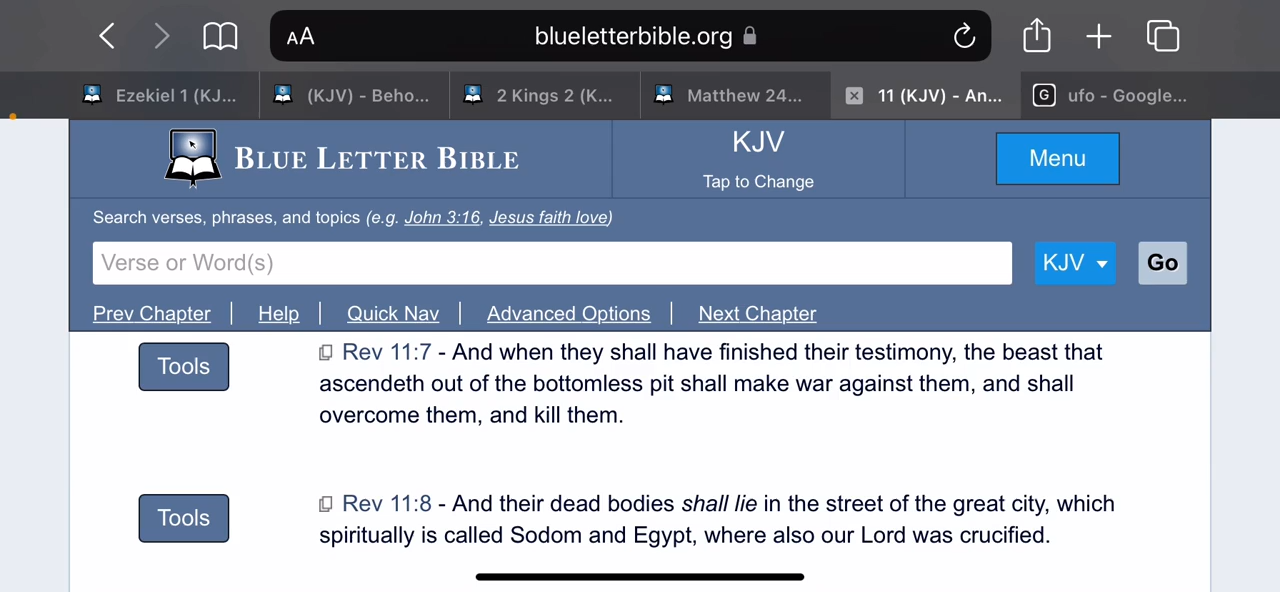 AA blueletterbible.org
Ezekiel 1 (KJ... (KJV) - Beho... 2 Kings 2 (K... Matthew 24... 11 (KJV) - An... G ufo - Google...
BLUE LETTER BIBLE
KJV
Tap to Change
Menu
Search verses, phrases, and topics (e.g. John 3:16, Jesus faith love)
Verse or Word(s) KJV Go
Prev Chapter | Help | Quick Nav | Advanced Options | Next Chapter
Tools
Rev 11:7 - And when they shall have finished their testimony, the beast that
ascendeth out of the bottomless pit shall make war against them, and shall
overcome them, and kill them.
Tools
Rev 11:8 - And their dead bodies shall lie in the street of the great city, which
spiritually is called Sodom and Egypt, where also our Lord was crucified.